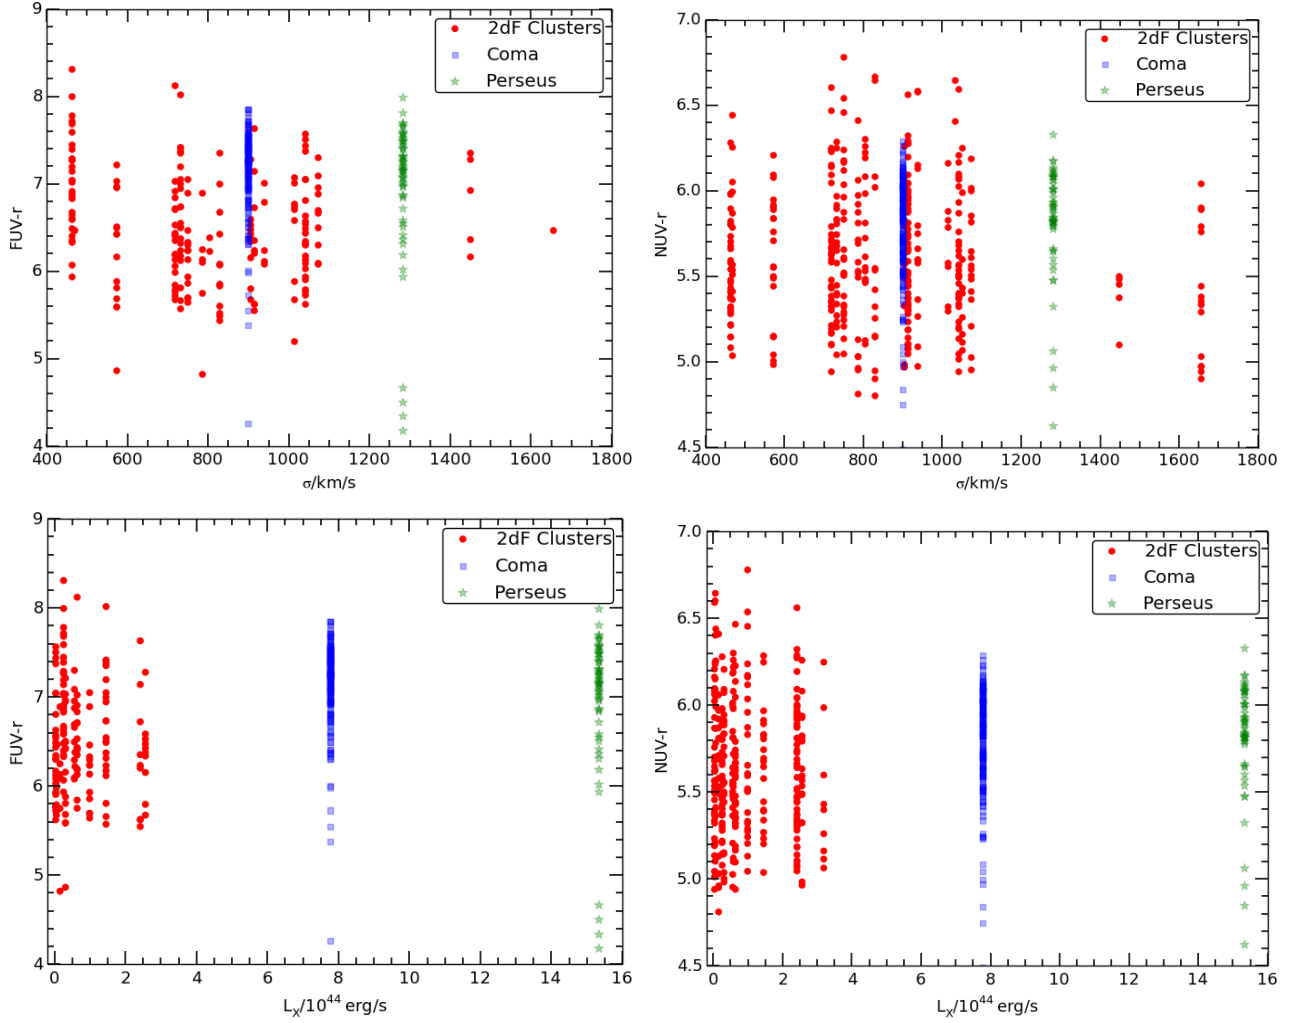 9
8
7
6
5
4
FUV-r
2dF Clusters
Coma
Perseus
400 600 800 1000 1200 1400 1600 1800
σ/km/s
7.0
6.5
6.0
5.5
5.0
4.5
NUV-r
2dF Clusters
Coma
Perseus
400 600 800 1000 1200 1400 1600 1800
σ/km/s
9
8
7
6
5
4
FUV-r
2dF Clusters
Coma
Perseus
0 2 4 6 8 10 12 14 16
L_X/10^44 erg/s
7.0
6.5
6.0
5.5
5.0
4.5
NUV-r
2dF Clusters
Coma
Perseus
0 2 4 6 8 10 12 14 16
L_X/10^44 erg/s